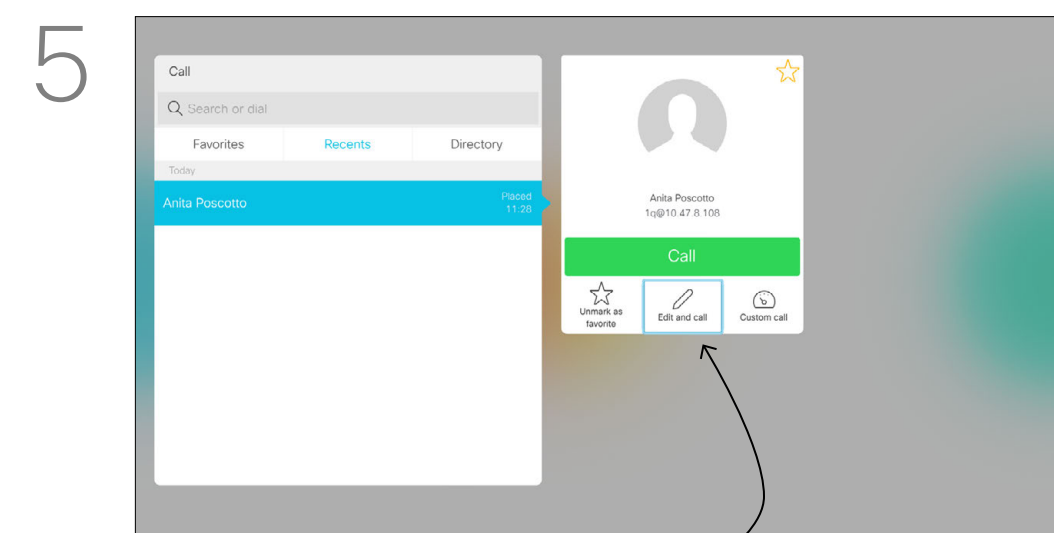 5
Call
Search or dial
Favorites Recents Directory
Today
Anita Poscotto
Placed
11:28
Anita Poscotto
1q@10.47.8.108
Call
Unmark as
favorite
Edit and call
Custom call